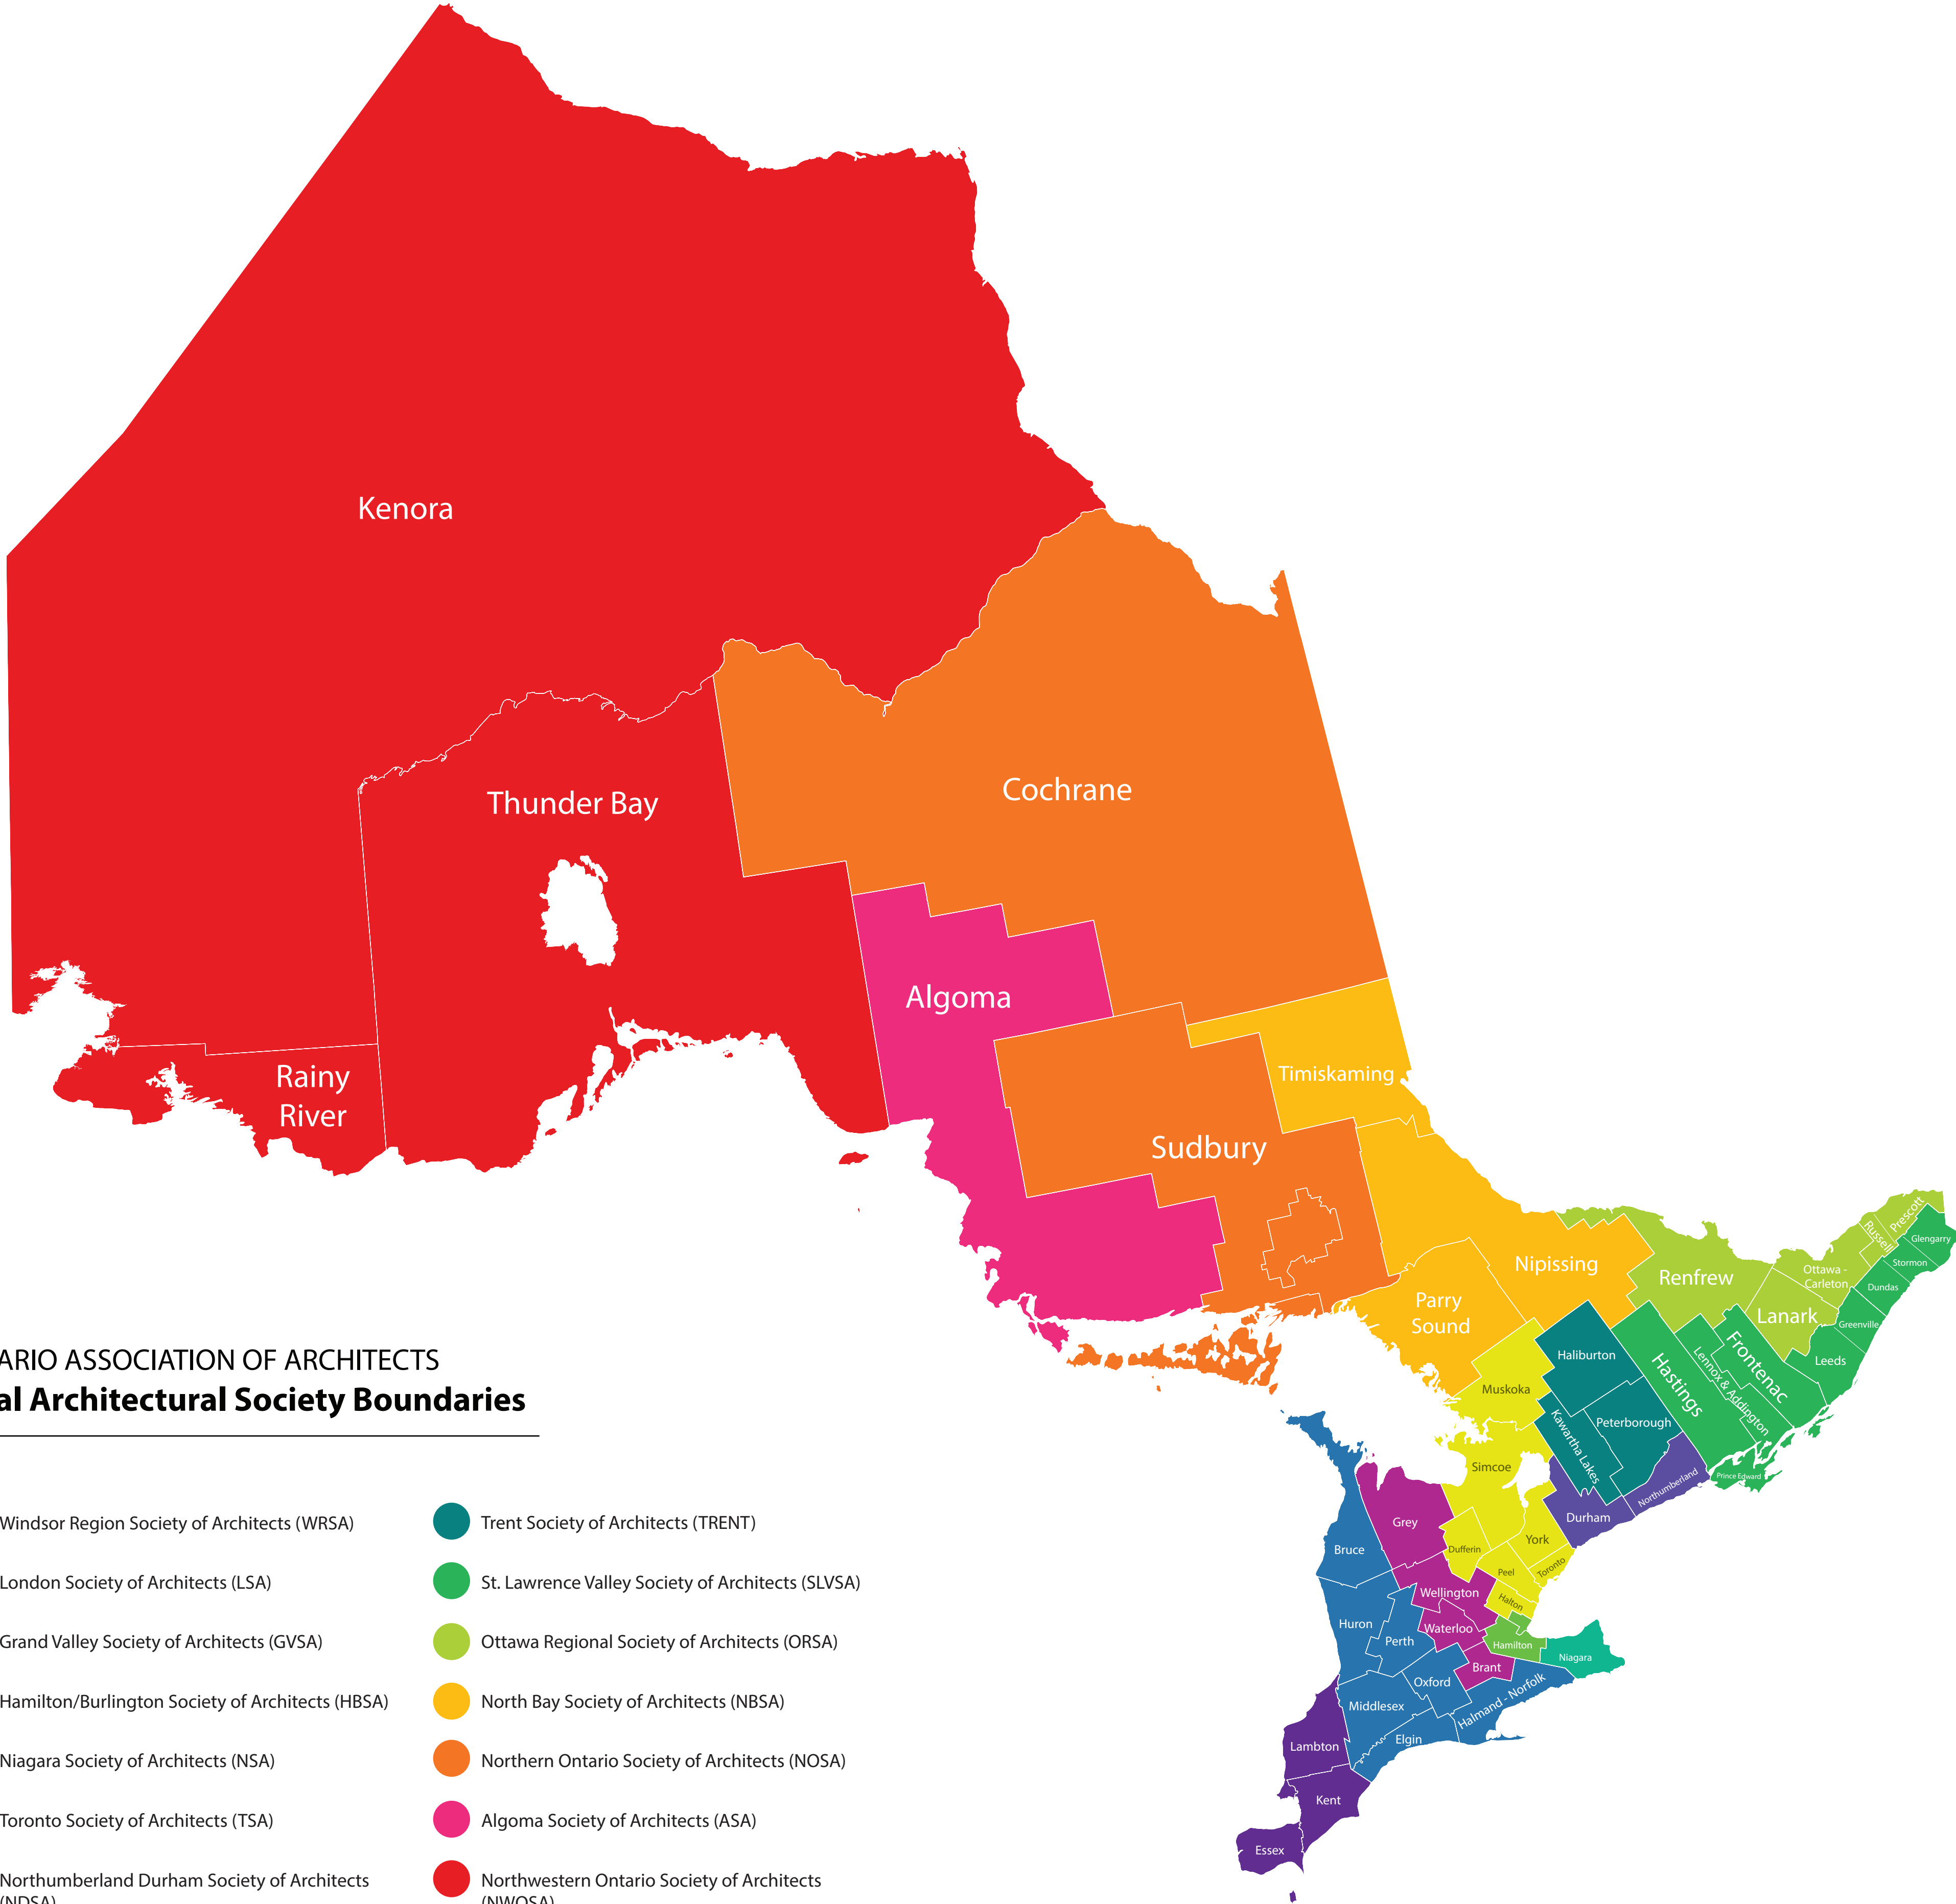 Kenora
Thunder Bay
Cochrane
Algoma
Rainy
River
Timiskaming
Sudbury
Nipissing
Parry
Sound
Renfrew
Prescott
Russell
Glengarry
Stormon
Ottawa -
Carleton
Dundas
Lanark
Greenville
Leeds
Frontenac
Lennox & Addington
Hastings
Haliburton
Muskoka
Peterborough
Kawartha Lakes
Prince Edward
Northumberland
Durham
Simcoe
York
Toronto
Grey
Dufferin
Peel
Bruce
Wellington
Halton
Huron
Waterloo
Perth
Hamilton
Niagara
Brant
Oxford
Halmand - Norfolk
Middlesex
Elgin
Lambton
Kent
Essex
ARIO ASSOCIATION OF ARCHITECTS
al Architectural Society Boundaries
Windsor Region Society of Architects (WRSA)
London Society of Architects (LSA)
Grand Valley Society of Architects (GVSA)
Hamilton/Burlington Society of Architects (HBSA)
Niagara Society of Architects (NSA)
Toronto Society of Architects (TSA)
Northumberland Durham Society of Architects
(NDSA)
Trent Society of Architects (TRENT)
St. Lawrence Valley Society of Architects (SLVSA)
Ottawa Regional Society of Architects (ORSA)
North Bay Society of Architects (NBSA)
Northern Ontario Society of Architects (NOSA)
Algoma Society of Architects (ASA)
Northwestern Ontario Society of Architects
(NWOSA)